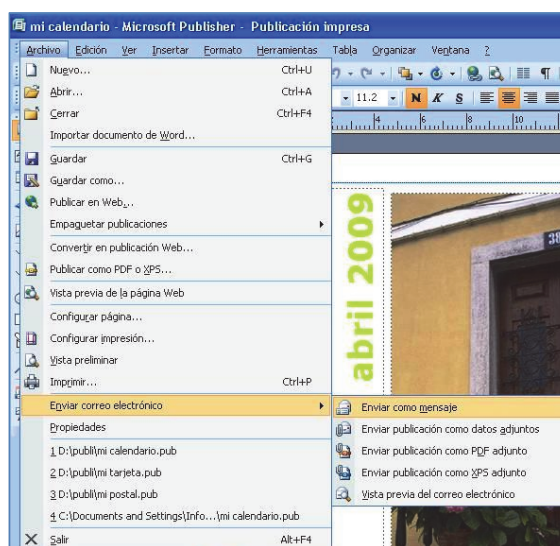 mi calendario - Microsoft Publisher - Publicación impresa
Archivo Edición Ver Insertar Formato Herramientas Tabla Organizar Ventana ?
Nuevo... Ctrl+U
Abrir... Ctrl+A
11.2 N K S
Cerrar Ctrl+F4
4 6 8 10
Importar documento de Word...
Guardar Ctrl+G
Guardar como...
Publicar en Web...
Empaquetar publicaciones
Convertir en publicación Web...
Publicar como PDF o XPS...
Vista previa de la página Web
Configurar página...
Configurar impresión...
Vista preliminar
Imprimir... Ctrl+P
Enviar correo electrónico
Propiedades
1 D:\publi\mi calendario.pub
2 D:\publi\mi tarjeta.pub
3 D:\publi\mi postal.pub
4 C:\Documents and Settings\Info...\mi calendario.pub
Salir Alt+F4
Enviar como mensaje
Enviar publicación como datos adjuntos
Enviar publicación como PDF adjunto
Enviar publicación como XPS adjunto
Vista previa del correo electrónico
abril 2009
38